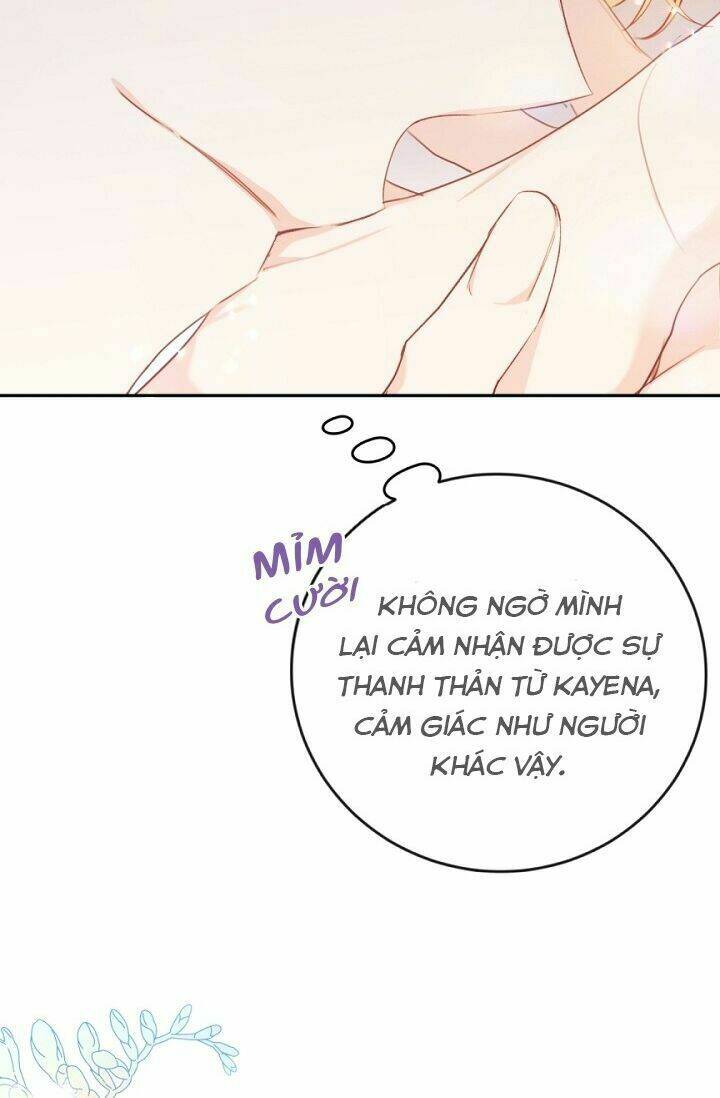 MỈM
CƯỜI
KHÔNG NGỜ MÌNH
LẠI CẢM NHẬN ĐƯỢC SỰ
THANH THẢN TỪ KAYENA,
CẢM GIÁC NHƯ NGƯỜI
KHÁC VẬY.